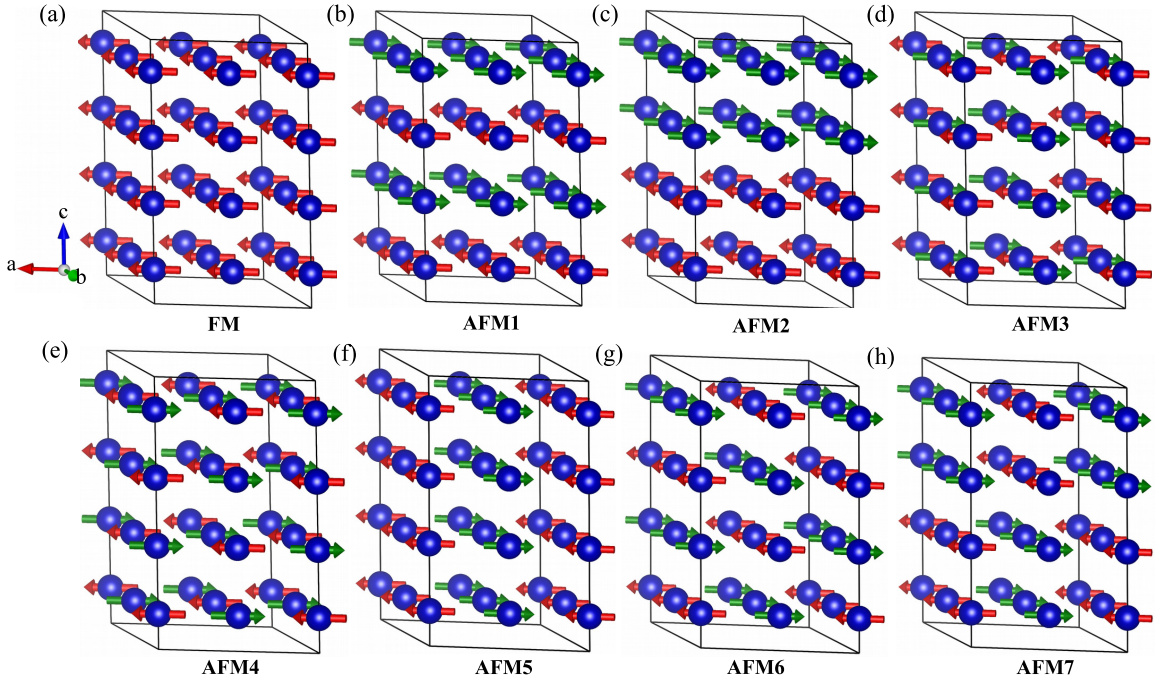 (a) (b) (c) (d)
c
a
b
FM AFM1 AFM2 AFM3
(e) (f) (g) (h)
AFM4 AFM5 AFM6 AFM7